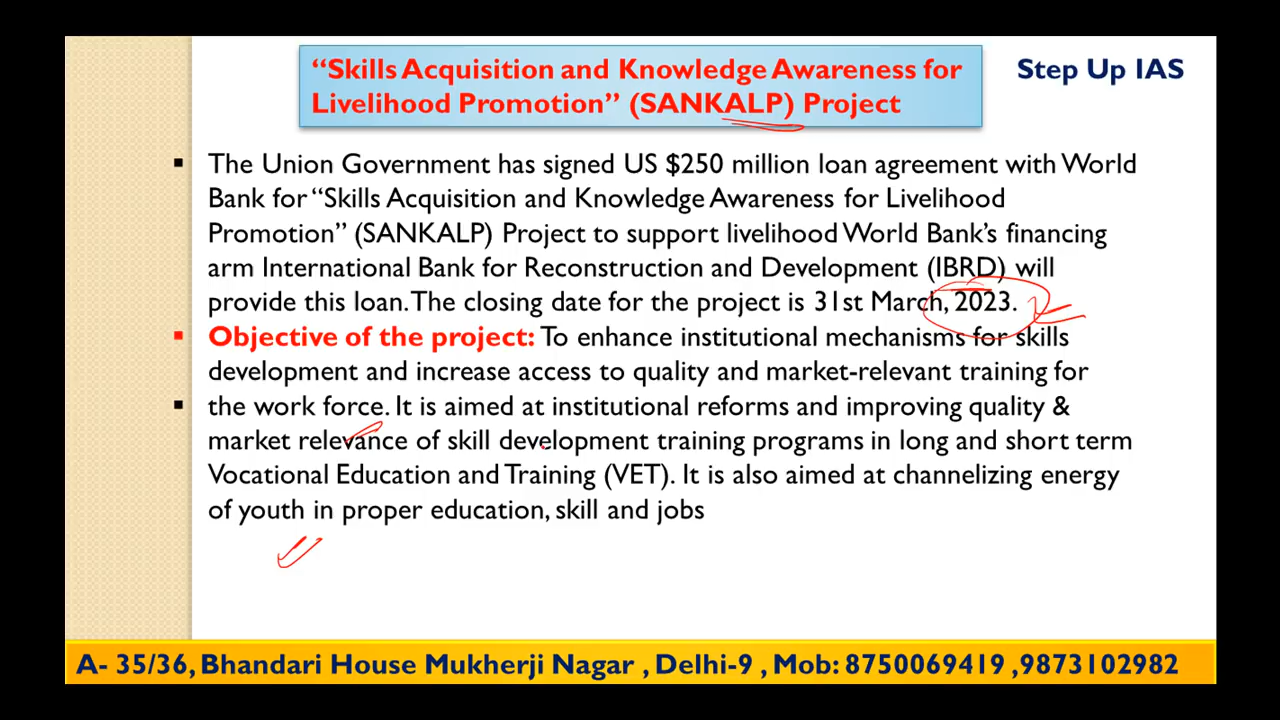 “Skills Acquisition and Knowledge Awareness for
Livelihood Promotion” (SANKALP) Project
Step Up IAS
▪ The Union Government has signed US $250 million loan agreement with World
Bank for “Skills Acquisition and Knowledge Awareness for Livelihood
Promotion” (SANKALP) Project to support livelihood World Bank’s financing
arm International Bank for Reconstruction and Development (IBRD) will
provide this loan. The closing date for the project is 31st March, 2023.
▪ Objective of the project: To enhance institutional mechanisms for skills
development and increase access to quality and market-relevant training for
▪ the work force. It is aimed at institutional reforms and improving quality &
market relevance of skill development training programs in long and short term
Vocational Education and Training (VET). It is also aimed at channelizing energy
of youth in proper education, skill and jobs
A- 35/36, Bhandari House Mukherji Nagar , Delhi-9 , Mob: 8750069419 ,9873102982